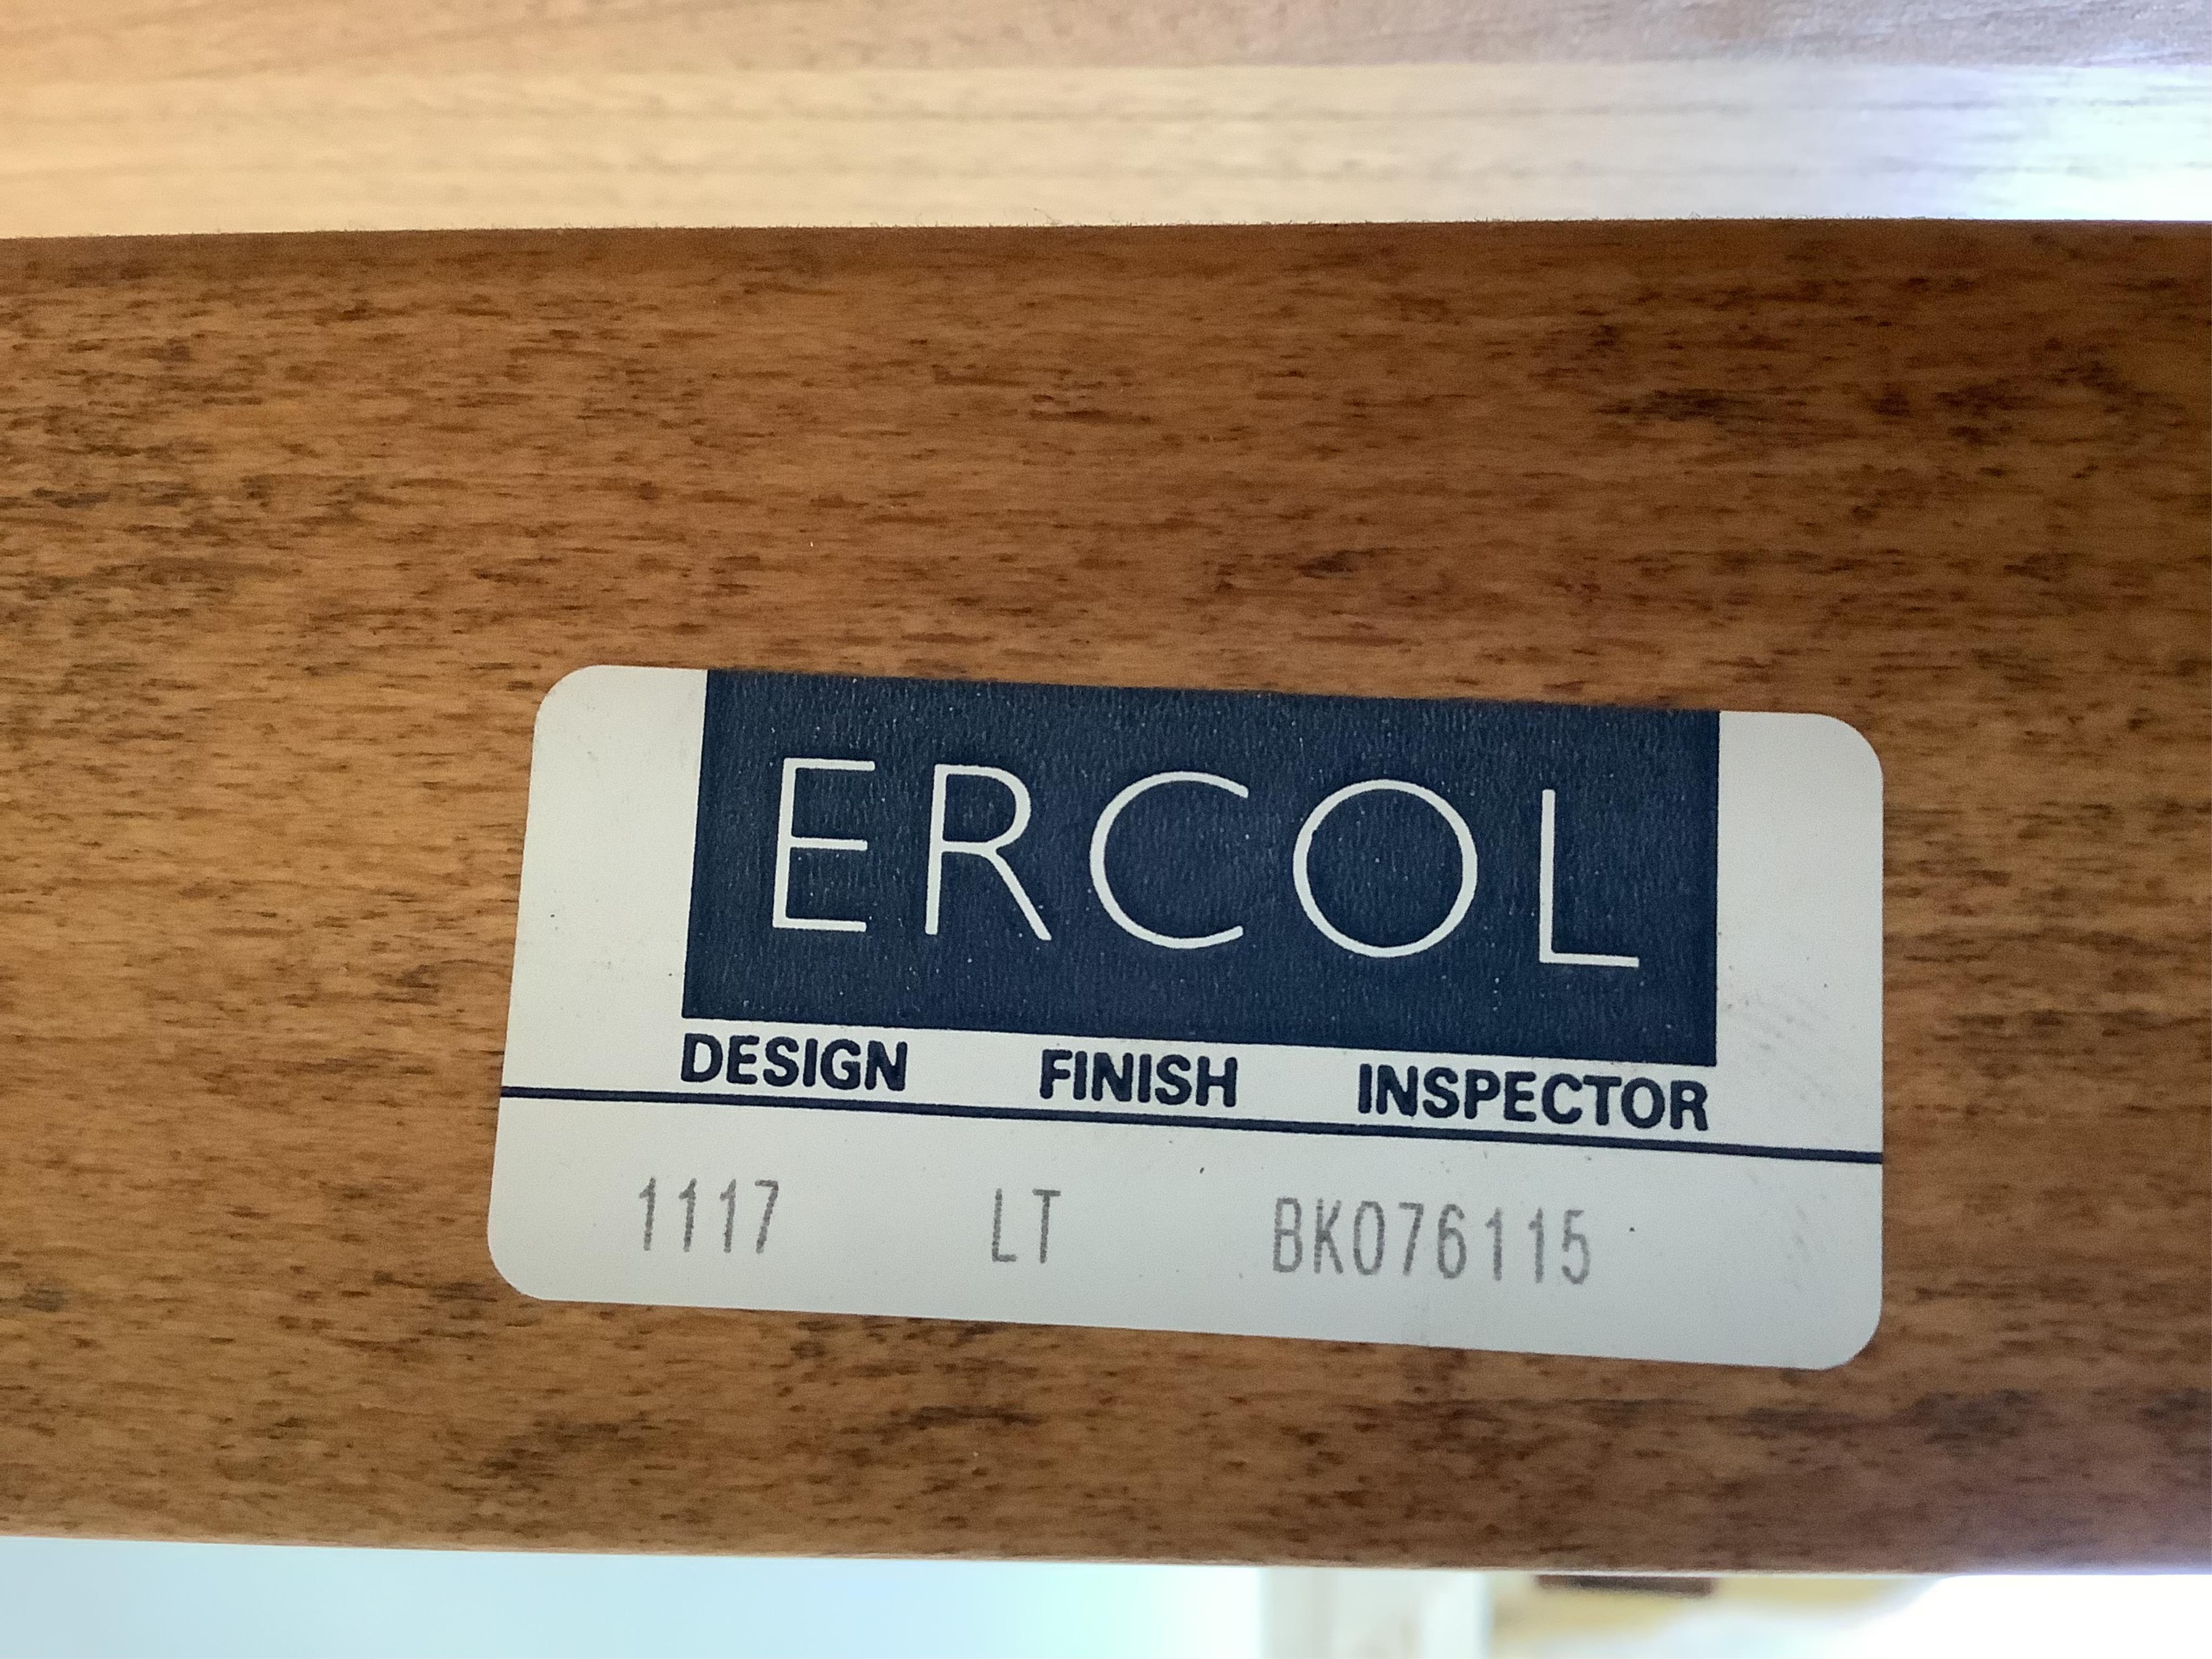 ERCOL
DESIGN FINISH INSPECTOR
1117 LT BK076115